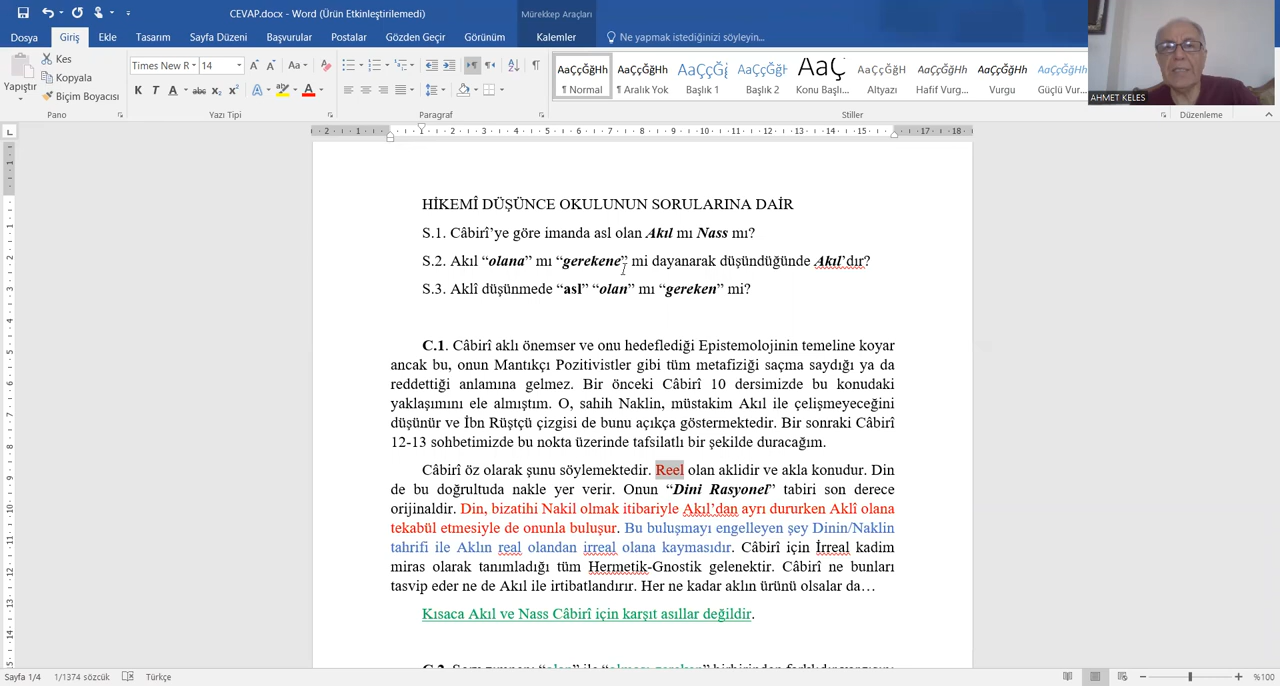 CEVAP.docx - Word (Ürün Etkinleştirilemedi)
Mürekkep Araçları
Dosya Giriş Ekle Tasarım Sayfa Düzeni Başvurular Postalar Gözden Geçir Görünüm Kalemler Ne yapmak istediğinizi söyleyin...
Yapıştır
Kes
Kopyala
Biçim Boyacısı
Pano
Times New R 14
Yazı Tipi
Paragraf
AaÇçĞğHh AaÇçĞğHh AaÇçĞğ AaÇçĞğH AaÇ AaÇçĞğHh AaÇçĞğHh AaÇçĞğHh AaÇçĞğHh
¶ Normal ¶ Aralık Yok Başlık 1 Başlık 2 Konu Başl... Altyazı Hafif Vurg... Vurgu Güçlü Vur...
Stiller
Düzenleme
AHMET KELES
HİKEMÎ DÜŞÜNCE OKULUNUN SORULARINA DAİR
S.1. Câbirî’ye göre imanda asl olan Akıl mı Nass mı?
S.2. Akıl “olana” mı “gerekene” mi dayanarak düşündüğünde Akıl’dır?
S.3. Aklî düşünmede “asl” “olan” mı “gereken” mi?
C.1. Câbirî aklı önemser ve onu hedeflediği Epistemolojinin temeline koyar
ancak bu, onun Mantıkçı Pozitivistler gibi tüm metafiziği saçma saydığı ya da
reddettiği anlamına gelmez. Bir önceki Câbirî 10 dersimizde bu konudaki
yaklaşımını ele almıştım. O, sahih Naklin, müstakim Akıl ile çelişmeyeceğini
düşünür ve İbn Rüştçü çizgisi de bunu açıkça göstermektedir. Bir sonraki Câbirî
12-13 sohbetimizde bu nokta üzerinde tafsilatlı bir şekilde duracağım.
Câbirî öz olarak şunu söylemektedir. Reel olan aklidir ve akla konudur. Din
de bu doğrultuda nakle yer verir. Onun “Dini Rasyonel” tabiri son derece
orijinaldir. Din, bizatihi Nakil olmak itibariyle Akıl’dan ayrı dururken Aklî olana
tekabül etmesiyle de onunla buluşur. Bu buluşmayı engelleyen şey Dinin/Naklin
tahrifi ile Aklın real olandan irreal olana kaymasıdır. Câbirî için İrreal kadim
miras olarak tanımladığı tüm Hermetik-Gnostik gelenektir. Câbirî ne bunları
tasvip eder ne de Akıl ile irtibatlandırır. Her ne kadar aklın ürünü olsalar da…
Kısaca Akıl ve Nass Câbirî için karşıt asıllar değildir.
Sayfa 1/4 1/1374 sözcük Türkçe %100